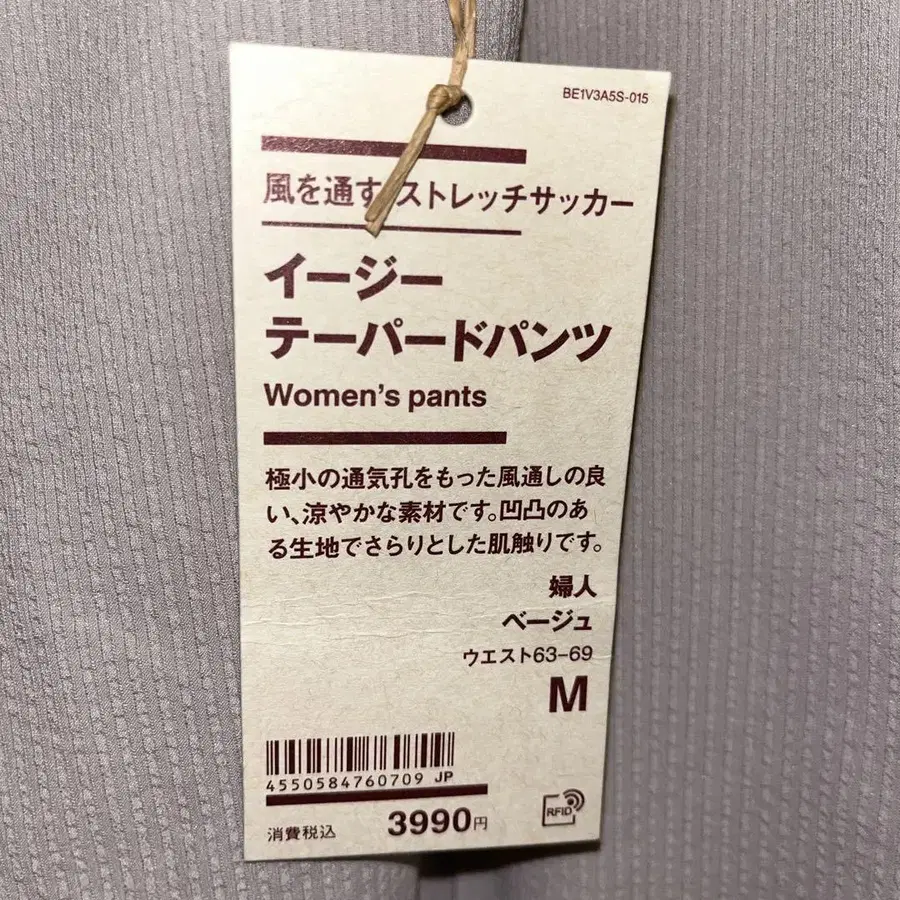 BE1V3A5S-015
風を通す ストレッチサッカー
イージー
テーパードパンツ
Women's pants
極小の通気孔をもった風通しの良
い、涼やかな素材です。凹凸のあ
る生地でさらりとした肌触りです。
婦人
ベージュ
ウエスト63-69
M
4550584760709 JP
消費税込 3990円
RFID